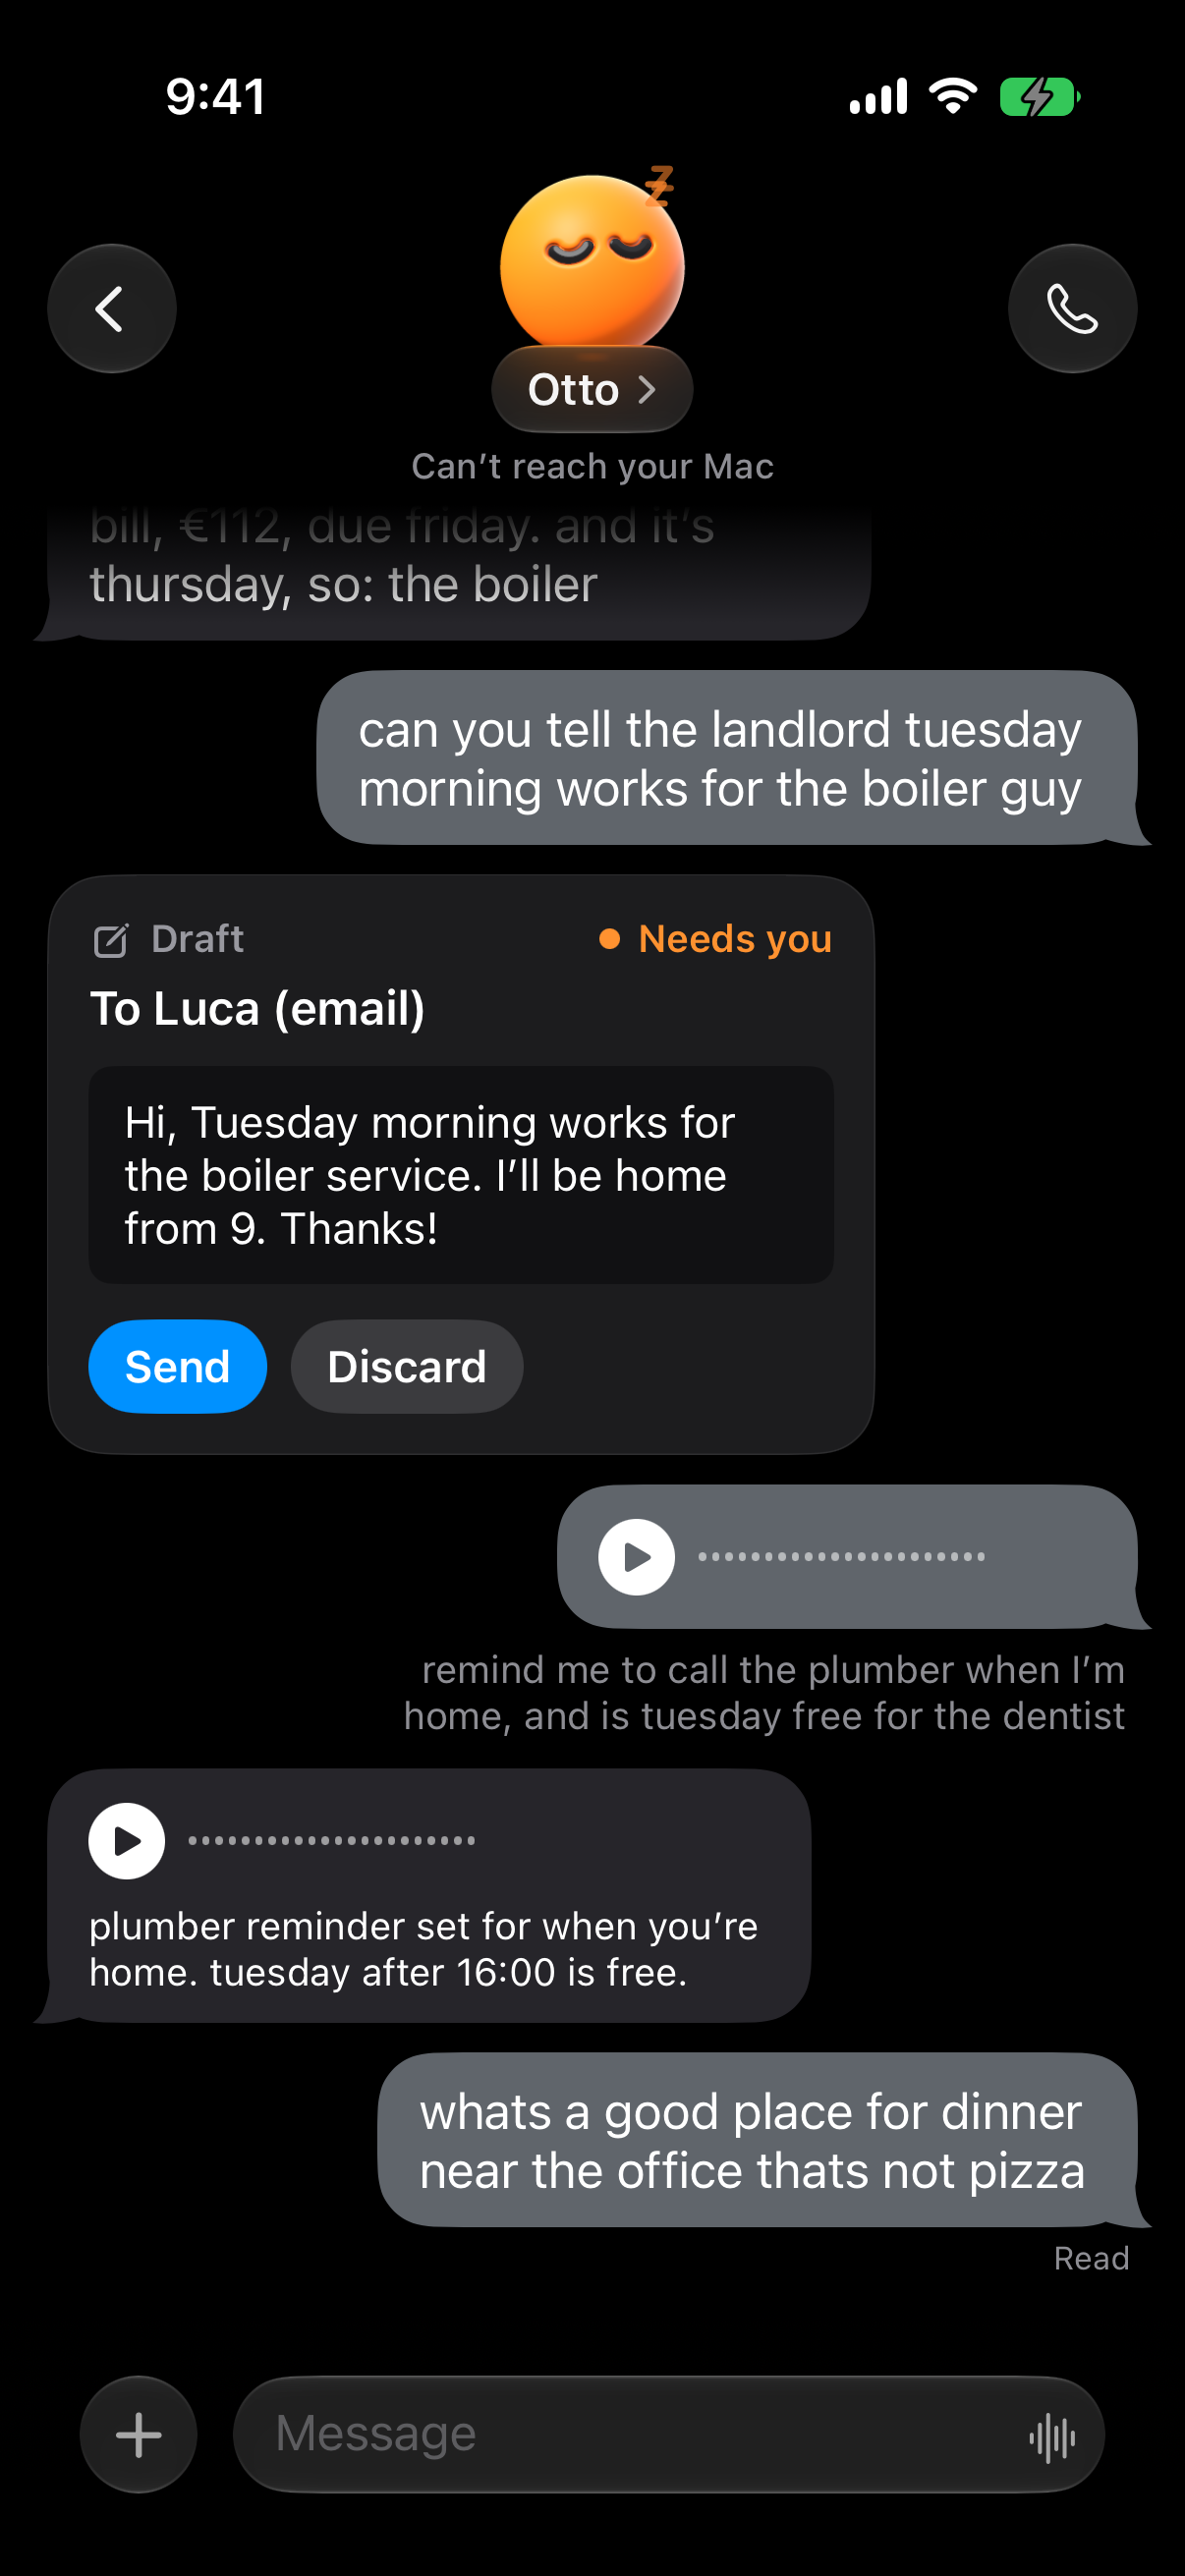 9:41
z
Otto
Can’t reach your Mac
bill, €112, due friday. and it’s
thursday, so: the boiler
can you tell the landlord tuesday
morning works for the boiler guy
Draft
Needs you
To Luca (email)
Hi, Tuesday morning works for
the boiler service. I’ll be home
from 9. Thanks!
Send
Discard
remind me to call the plumber when I’m
home, and is tuesday free for the dentist
plumber reminder set for when you’re
home. tuesday after 16:00 is free.
whats a good place for dinner
near the office thats not pizza
Read
Message